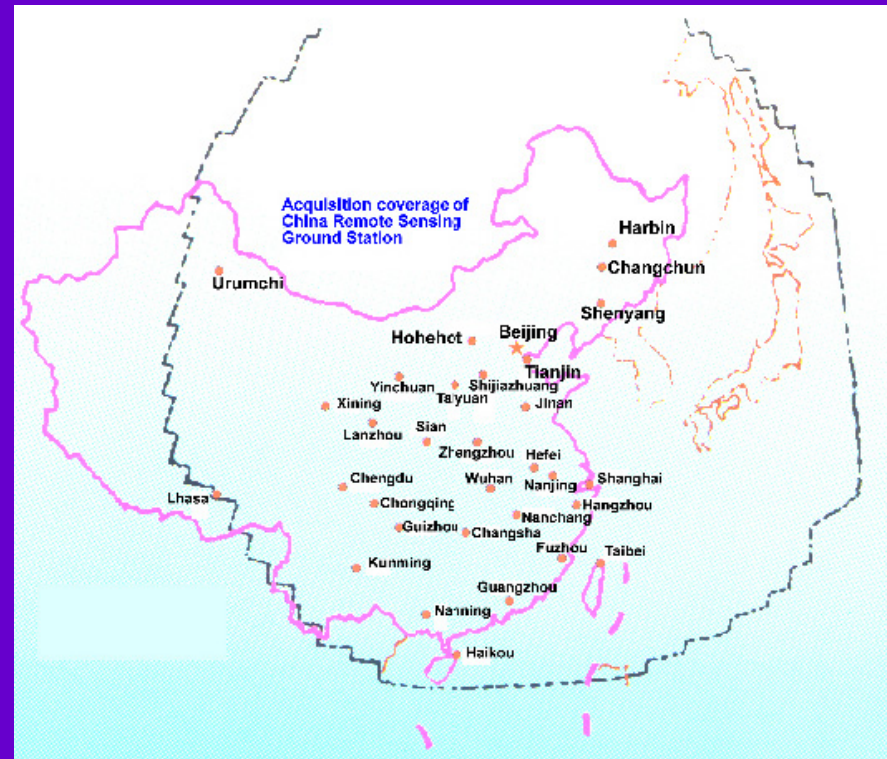 Acquisition coverage of
China Remote Sensing
Ground Station
Harbin
Changchun
Urumchi
Shenyang
Beijing
Hohehot
Tianjin
Shijiazhuang
Yinchuan
Taiyuan
Jinan
Xining
Lanzhou
Sian
Zhengzhou
Hefei
Chengdu
Wuhan
Nanjing
Shanghai
Lhasa
Chongqing
Hangzhou
Nanchang
Guizhou
Changsha
Fuzhou
Taibei
Kunming
Guangzhou
Nanning
Haikou